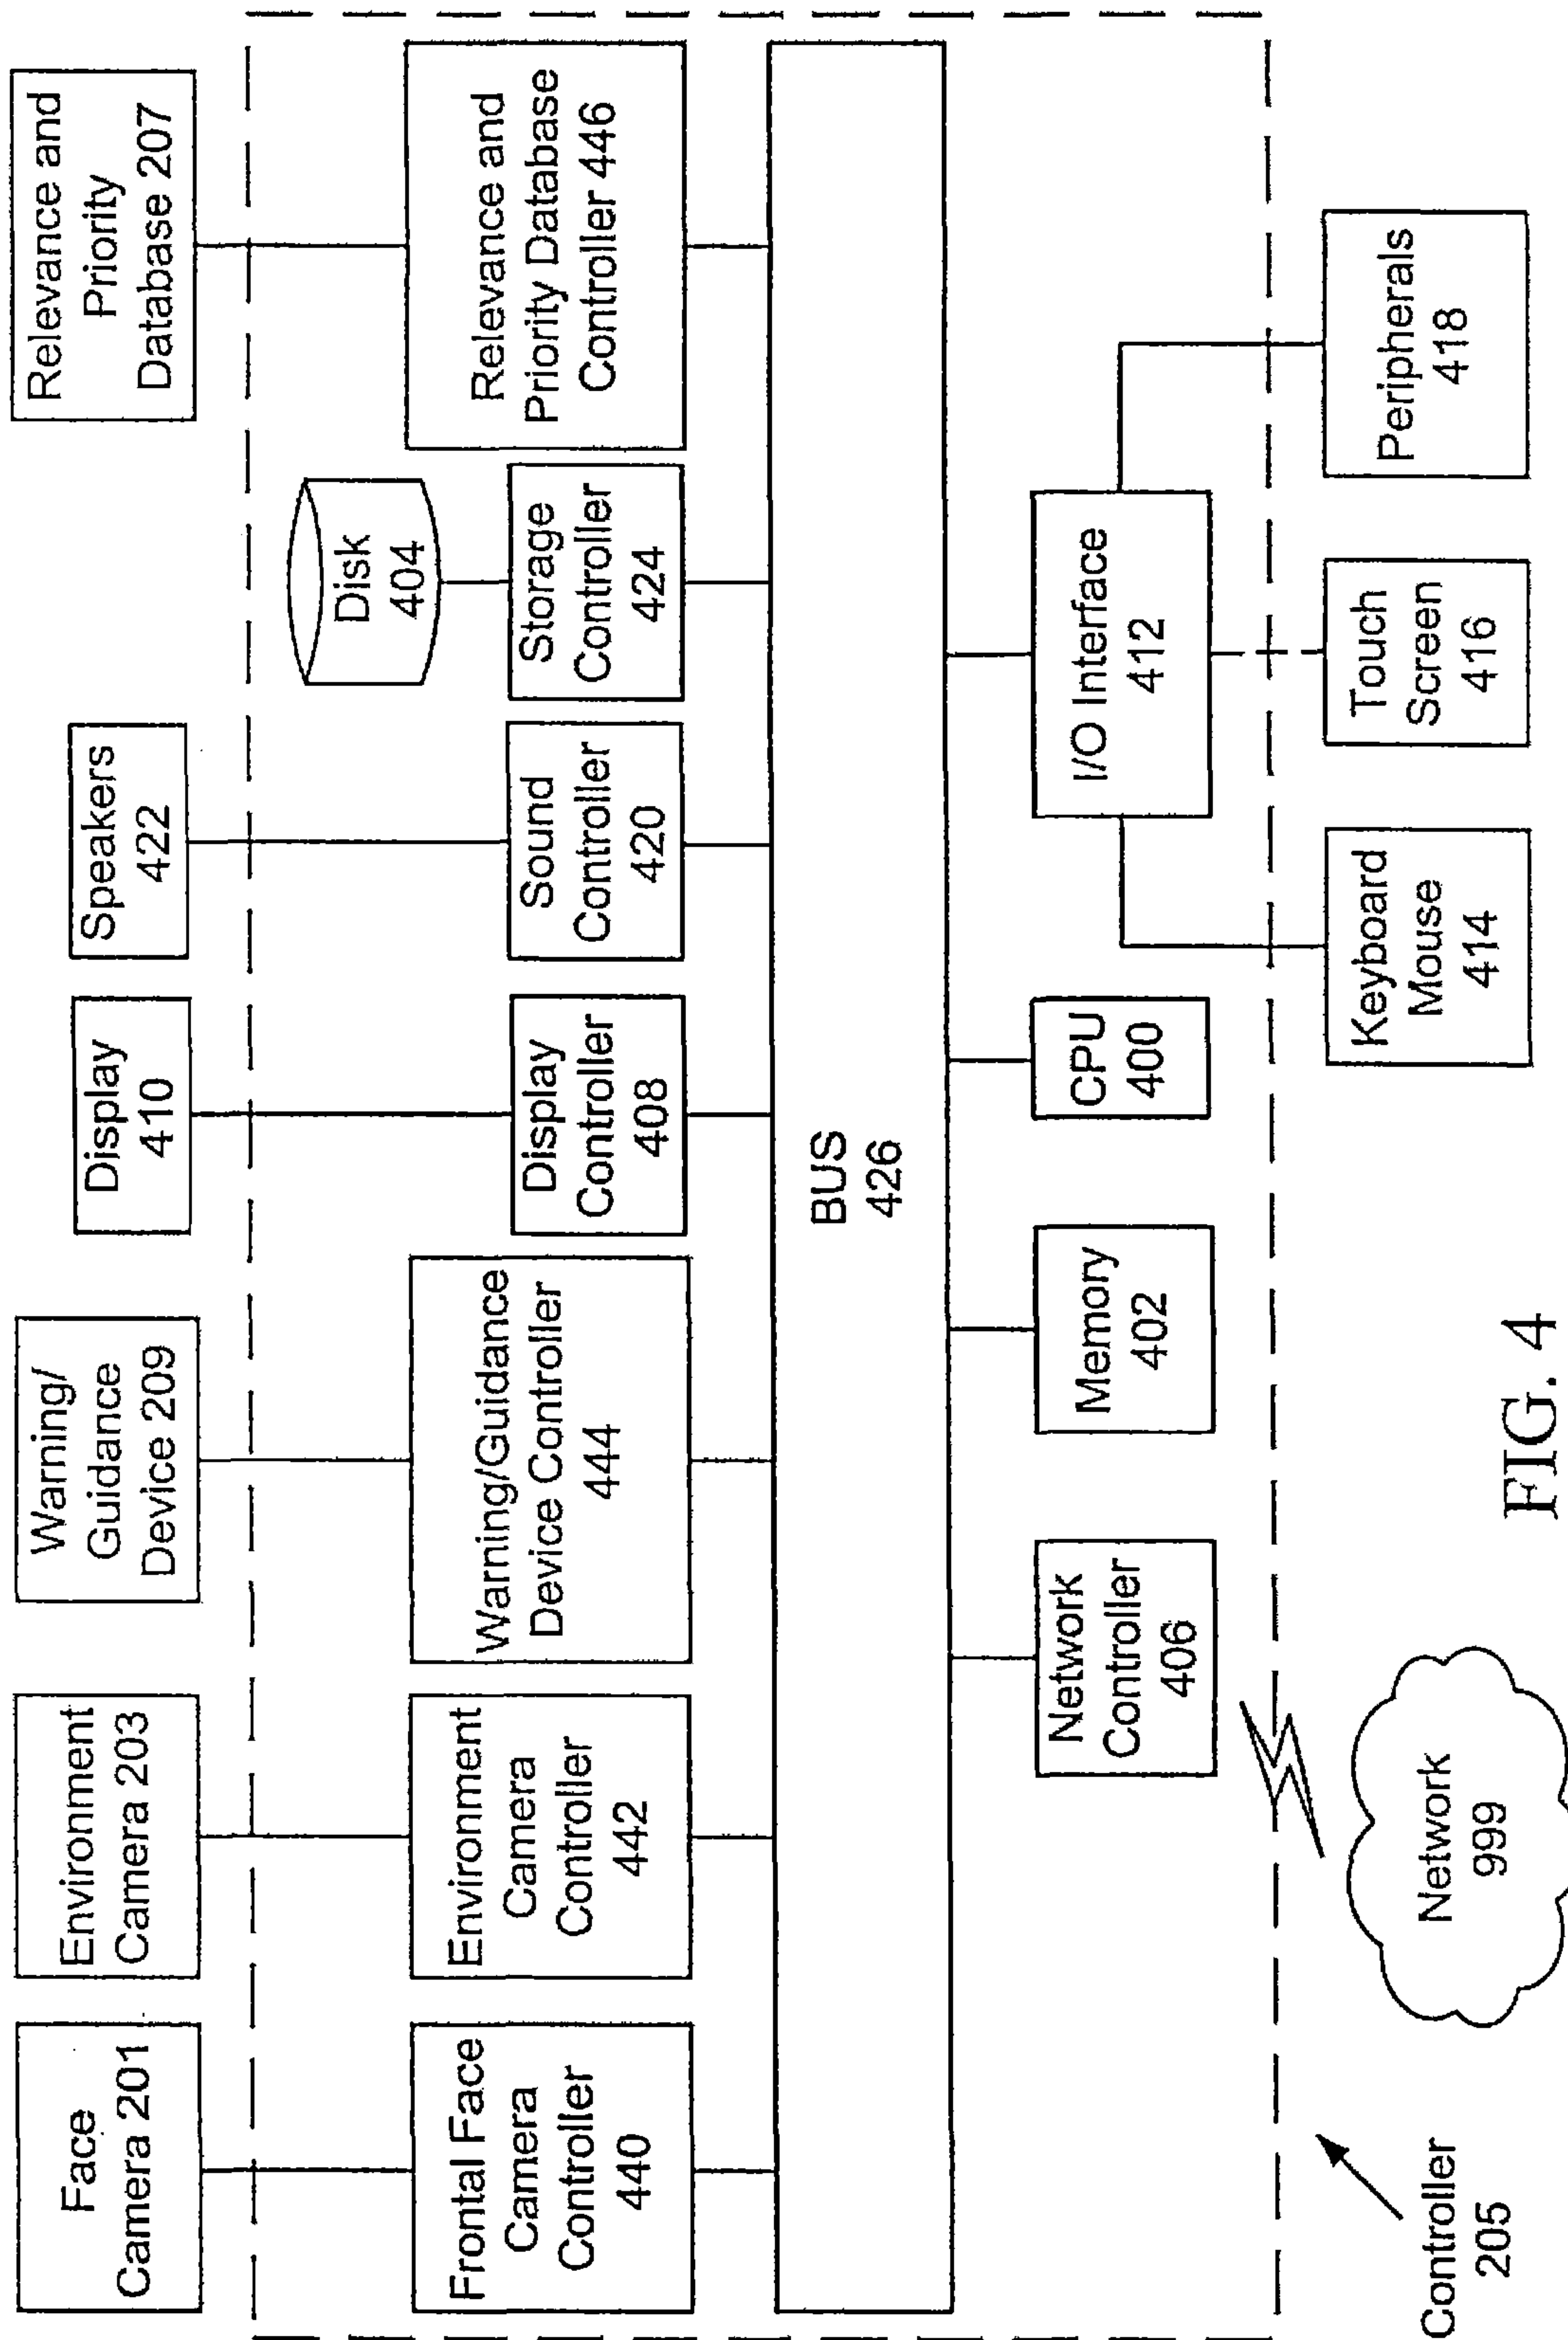 Face
Camera 201
Environment
Camera 203
Warning/
Guidance
Device 209
Display
410
Speakers
422
Relevance and
Priority
Database 207
Disk
404
Frontal Face
Camera
Controller
440
Environment
Camera
Controller
442
Warning/Guidance
Device Controller
444
Display
Controller
408
Sound
Controller
420
Storage
Controller
424
Relevance and
Priority Database
Controller 446
BUS
426
Network
Controller
406
Memory
402
CPU
400
I/O Interface
412
Controller
205
Network
999
Keyboard
Mouse
414
Touch
Screen
416
Peripherals
418
FIG. 4